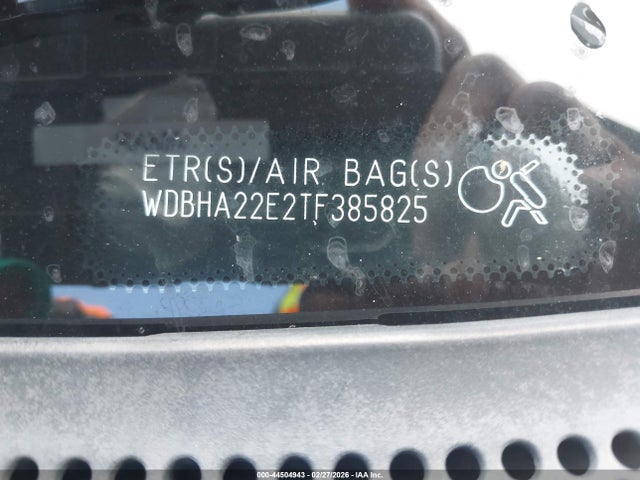 ETR(S)/AIR BAG(S)
WDBHA22E2TF385825
000-44504943 - 02/27/2026 - IAA Inc.